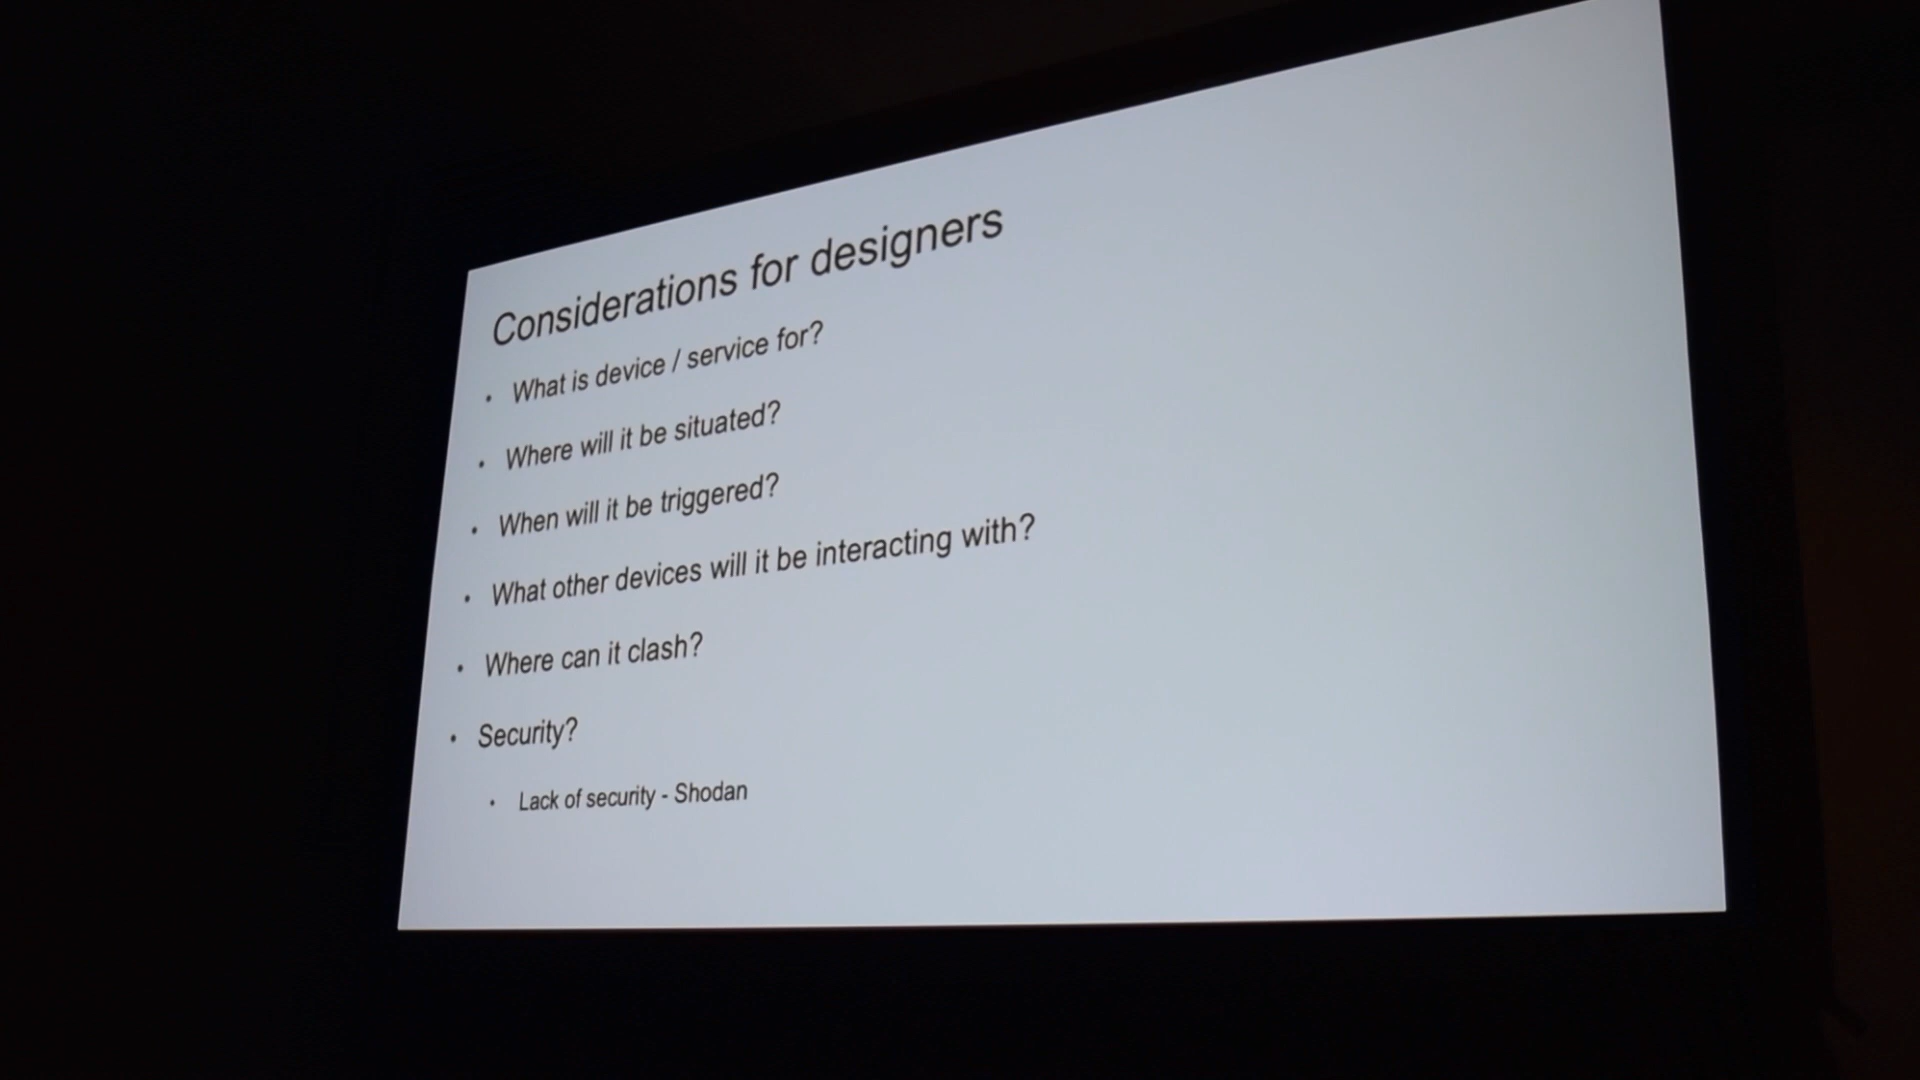 Considerations for designers
• What is device / service for?
• Where will it be situated?
• When will it be triggered?
• What other devices will it be interacting with?
• Where can it clash?
• Security?
• Lack of security - Shodan